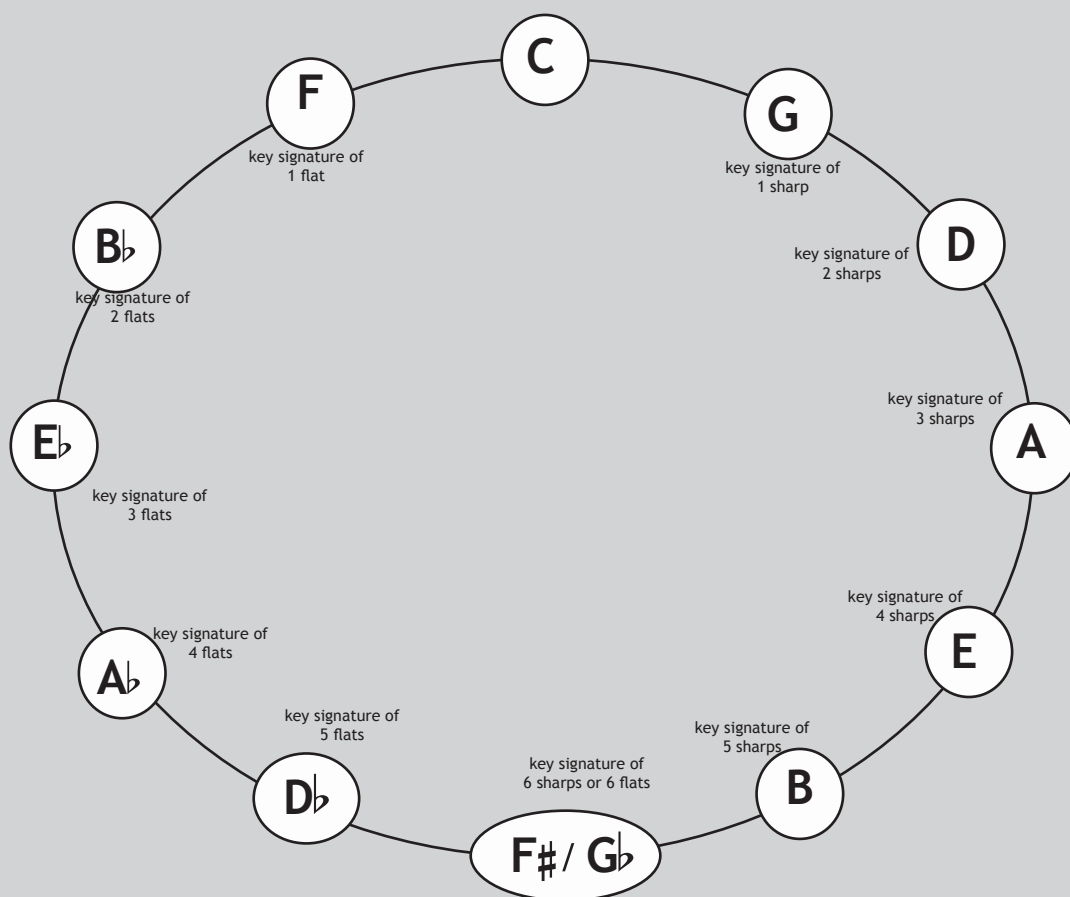 C
F
key signature of
1 flat
G
key signature of
1 sharp
B♭
key signature of
2 flats
D
key signature of
2 sharps
E♭
key signature of
3 flats
A
key signature of
3 sharps
A♭
key signature of
4 flats
E
key signature of
4 sharps
D♭
key signature of
5 flats
B
key signature of
5 sharps
key signature of
6 sharps or 6 flats
F♯ / G♭